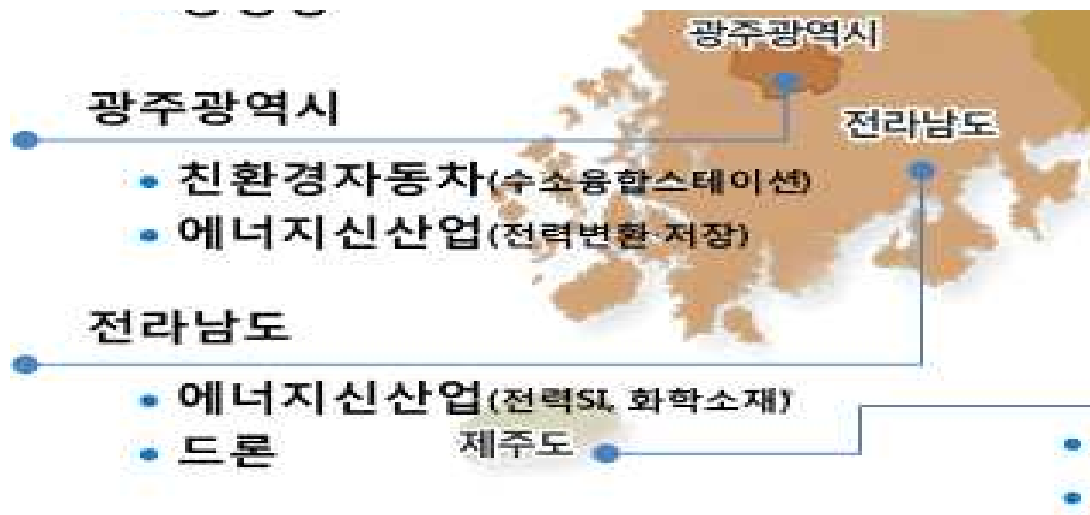 광주광역시
광주광역시
전라남도
• 친환경자동차(수소융합스테이션)
• 에너지신산업(전력변환·저장)
전라남도
• 에너지신산업(전력SI, 화학소재)
• 드론
제주도